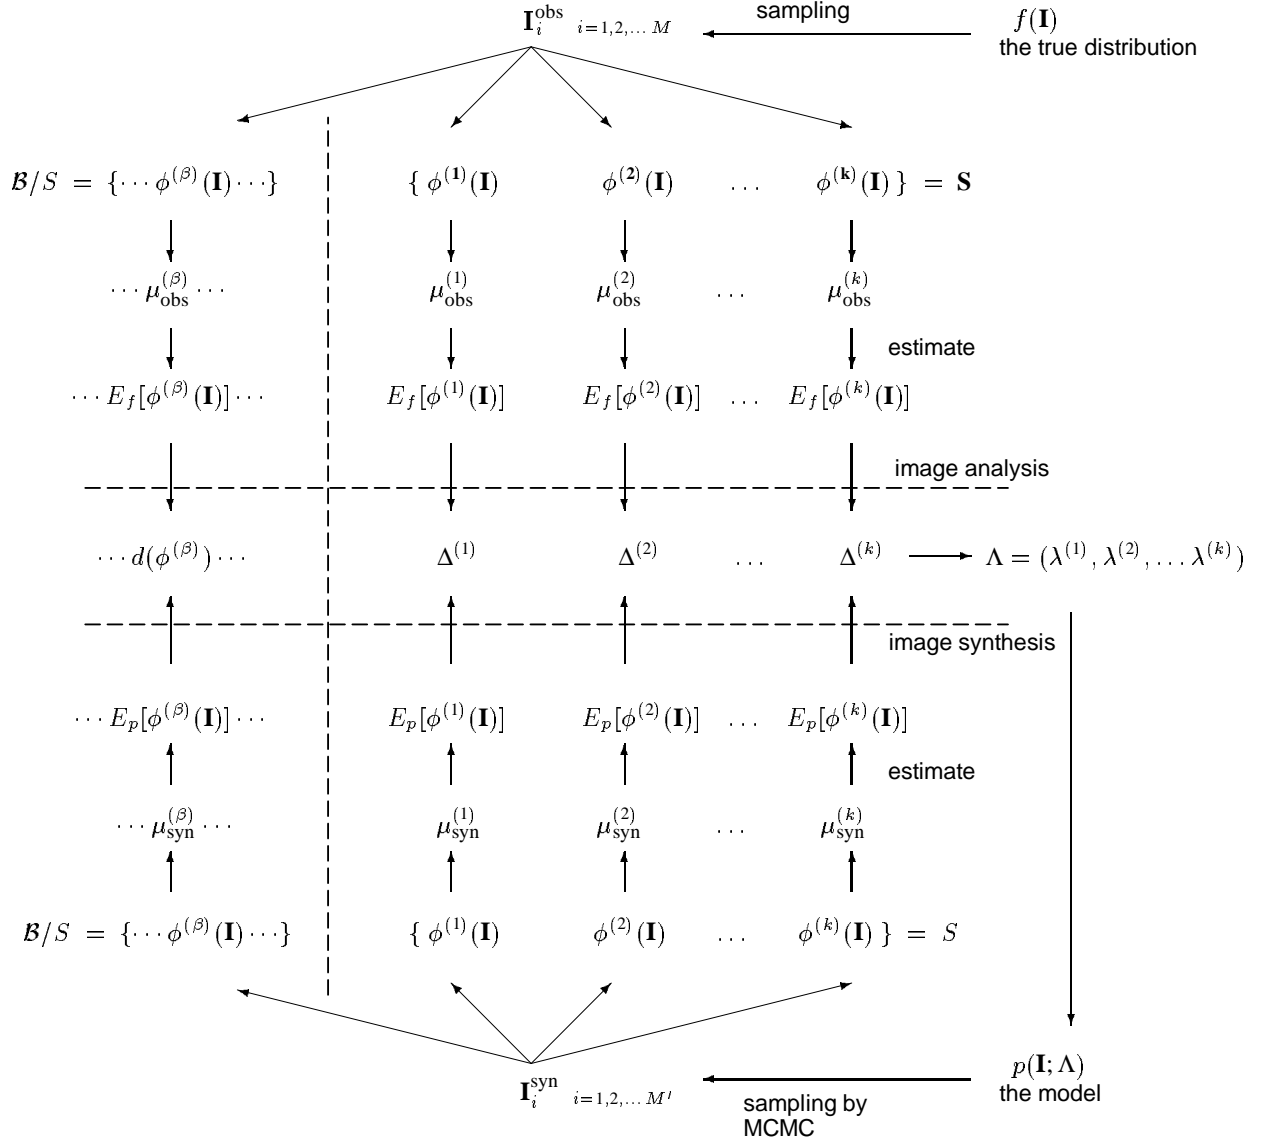 I_i^obs i=1,2,... M
sampling
f(I)
the true distribution
B/S = {··· φ^(β)(I) ···}
{ φ^(1)(I) φ^(2)(I) ... φ^(k)(I) } = S
··· μ_obs^(β) ··· μ_obs^(1) μ_obs^(2) ... μ_obs^(k)
estimate
··· E_f[φ^(β)(I)] ··· E_f[φ^(1)(I)] E_f[φ^(2)(I)] ... E_f[φ^(k)(I)]
image analysis
··· d(φ^(β)) ··· Δ^(1) Δ^(2) ... Δ^(k) Λ = (λ^(1), λ^(2), ... λ^(k))
image synthesis
··· E_p[φ^(β)(I)] ··· E_p[φ^(1)(I)] E_p[φ^(2)(I)] ... E_p[φ^(k)(I)]
estimate
··· μ_syn^(β) ··· μ_syn^(1) μ_syn^(2) ... μ_syn^(k)
B/S = {··· φ^(β)(I) ···}
{ φ^(1)(I) φ^(2)(I) ... φ^(k)(I) } = S
I_i^syn i=1,2,... M'
sampling by
MCMC
p(I; Λ)
the model